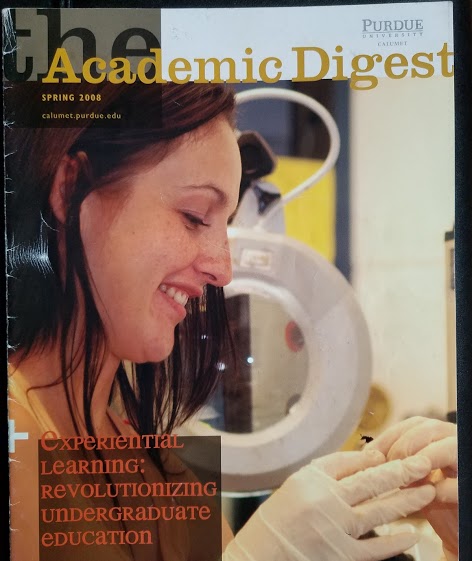 the
PURDUE
UNIVERSITY
CALUMET
Academic Digest
SPRING 2008
calumet.purdue.edu
+ Experiential
Learning:
revolutionizing
undergraduate
education